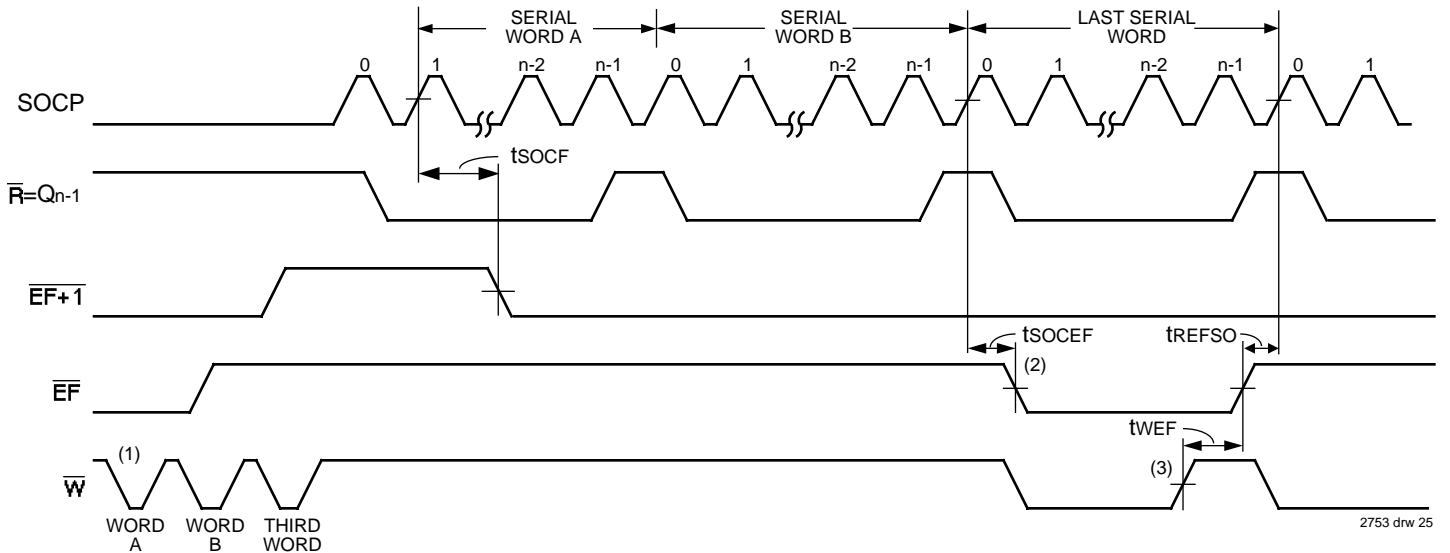 SERIAL
WORD A
SERIAL
WORD B
LAST SERIAL
WORD
0 1 n-2 n-1 0 1 n-2 n-1 0 1 n-2 n-1 0 1
SOCP
tSOCF
R=Qn-1
EF+1
tSOCEF
tREFSO
(2)
EF
tWEF
(1)
(3)
W
WORD
A
WORD
B
THIRD
WORD
2753 drw 25